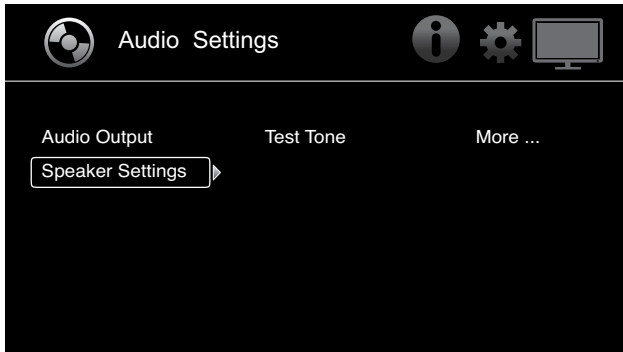 Audio Settings
Audio Output
Speaker Settings
Test Tone
More ...